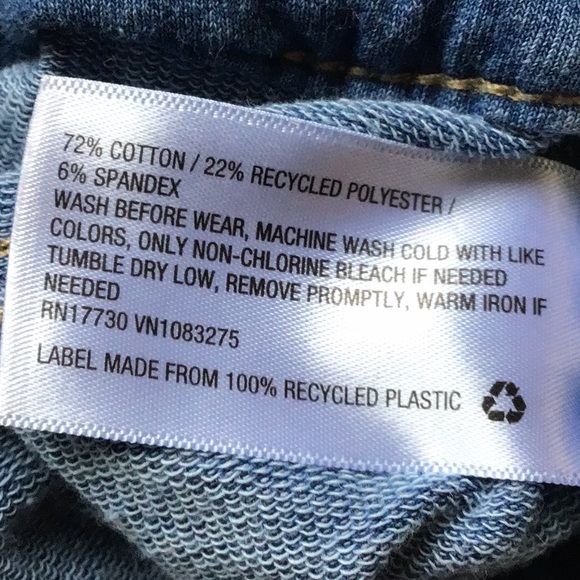 72% COTTON / 22% RECYCLED POLYESTER /
6% SPANDEX
WASH BEFORE WEAR, MACHINE WASH COLD WITH LIKE
COLORS, ONLY NON-CHLORINE BLEACH IF NEEDED
TUMBLE DRY LOW, REMOVE PROMPTLY, WARM IRON IF
NEEDED
RN17730 VN1083275
LABEL MADE FROM 100% RECYCLED PLASTIC